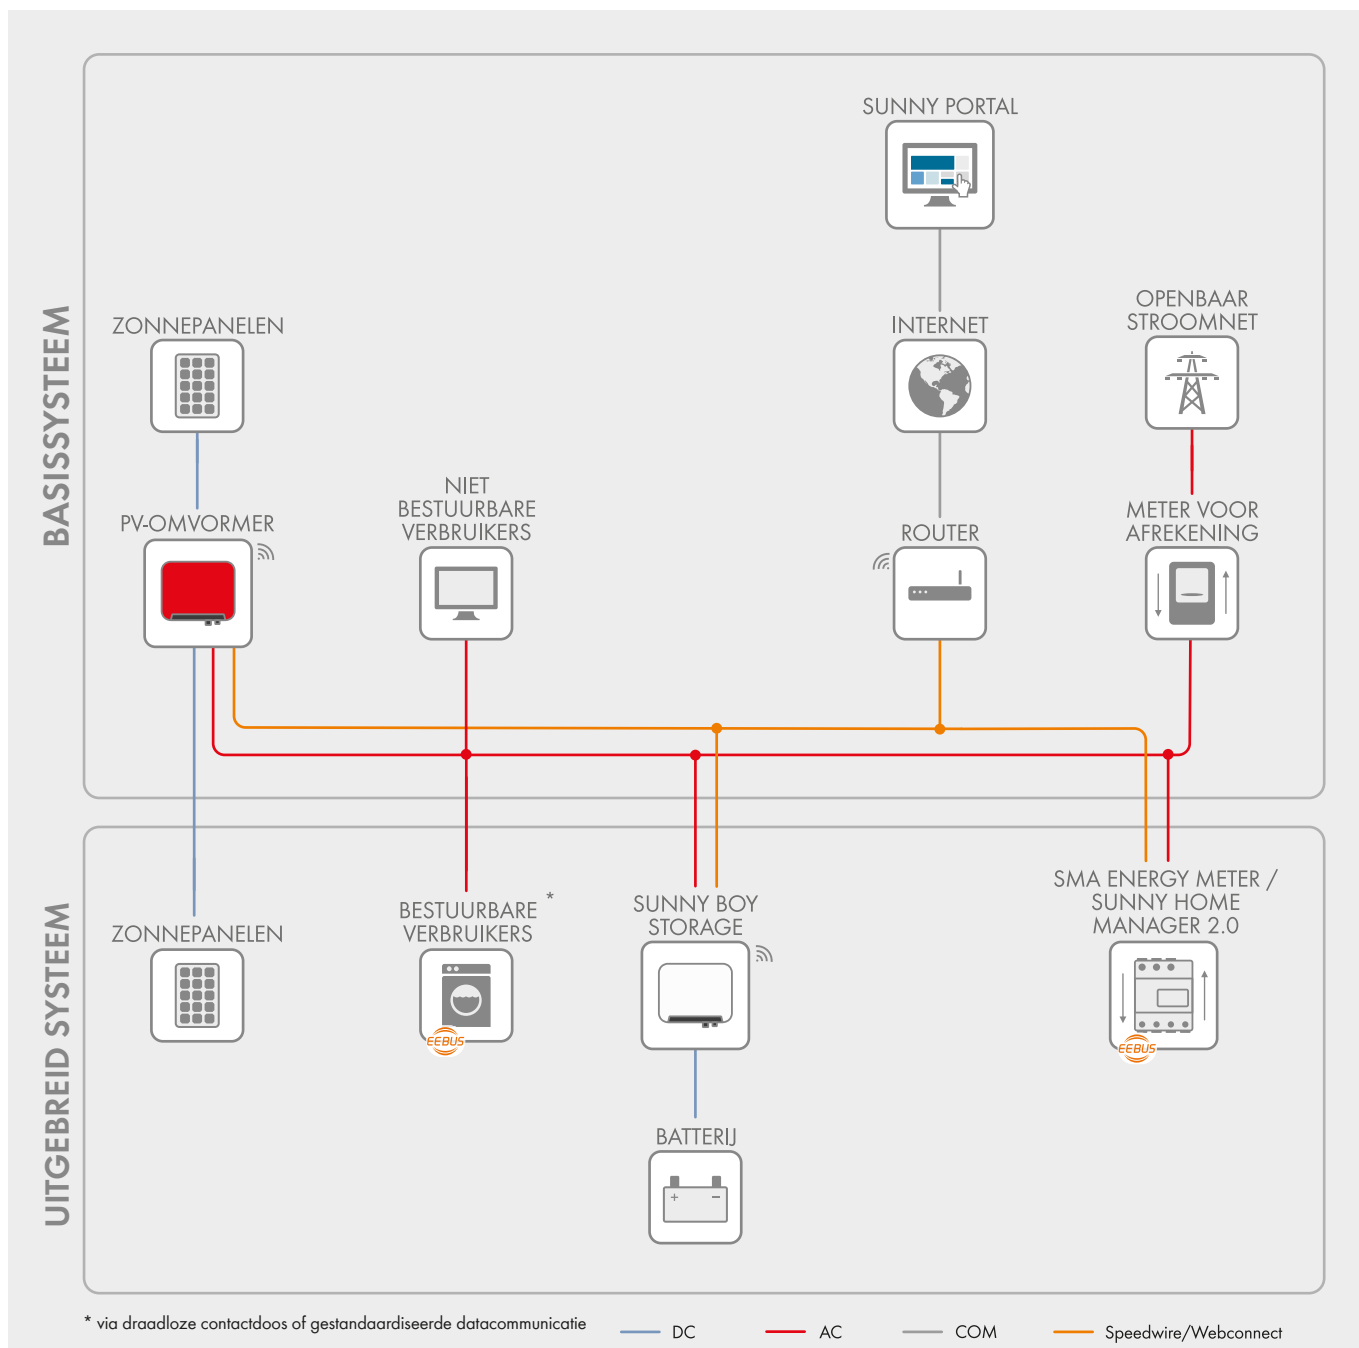 BASISSYSTEEM
SUNNY PORTAL
ZONNEPANELEN
INTERNET
OPENBAAR
STROOMNET
PV-OMVORMER
NIET
BESTUURBARE
VERBRUIKERS
ROUTER
METER VOOR
AFREKENING
UITGEBREID SYSTEEM
ZONNEPANELEN
BESTUURBARE *
VERBRUIKERS
EEBUS
SUNNY BOY
STORAGE
SMA ENERGY METER /
SUNNY HOME
MANAGER 2.0
EEBUS
BATTERIJ
+ −
* via draadloze contactdoos of gestandaardiseerde datacommunicatie
DC
AC
COM
Speedwire/Webconnect